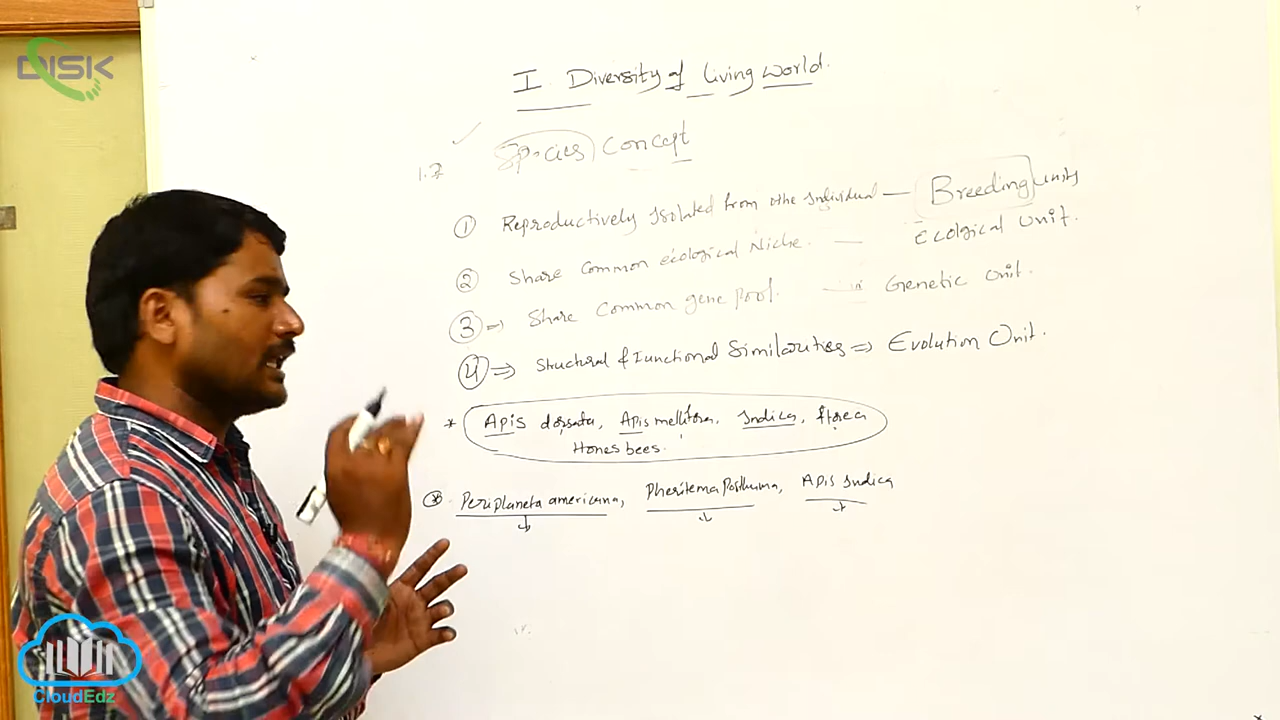 DISK
I. Diversity of Living world.
1.7 Species Concept
① Reproductively Isolated from othe Individual — Breeding units
② Share Common ecological Niche. — Ecological Unit.
③ ⇒ Share Common gene pool. — Genetic Unit.
④ ⇒ Structural & Functional Similarities ⇒ Evolution Unit.
* Apis dorsata, Apis mellifera, Indica, florea
Hones bees.
* Periplaneta americana, Pheritema Posthuma, Apis Indica
CloudEdz